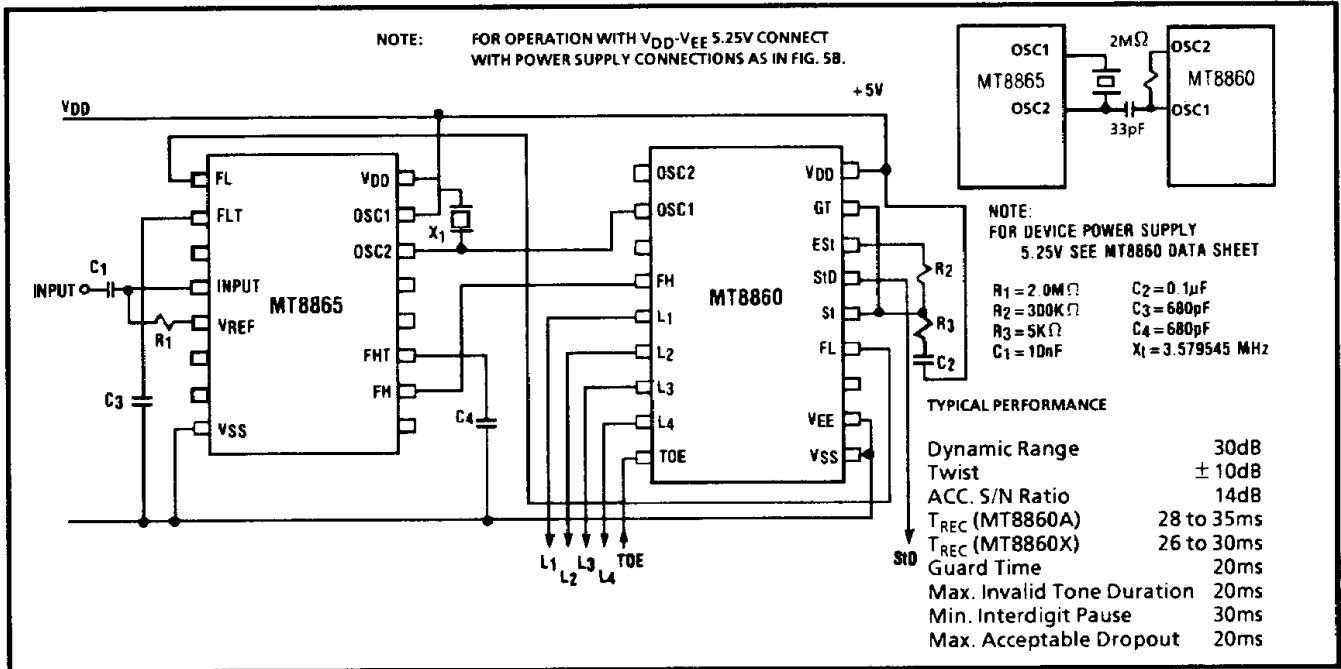 NOTE: FOR OPERATION WITH VDD-VEE 5.25V CONNECT
WITH POWER SUPPLY CONNECTIONS AS IN FIG. 5B.
VDD
+5V
FL
FLT
INPUT
VREF
VSS
VDD
OSC1
OSC2
FHT
FH
MT8865
INPUT
C1
R1
C3
X1
C4
OSC2
OSC1
FH
L1
L2
L3
L4
TOE
VDD
GT
ESt
StD
St
FL
VEE
VSS
MT8860
R2
R3
C2
L1
L2
L3
L4
TOE
StD
OSC1
MT8865
OSC2
2MΩ
33pF
OSC2
MT8860
OSC1
NOTE:
FOR DEVICE POWER SUPPLY
5.25V SEE MT8860 DATA SHEET
R1 = 2.0MΩ C2 = 0.1µF
R2 = 300KΩ C3 = 680pF
R3 = 5KΩ C4 = 680pF
C1 = 10nF Xt = 3.579545 MHz
TYPICAL PERFORMANCE
Dynamic Range 30dB
Twist ± 10dB
ACC. S/N Ratio 14dB
TREC (MT8860A) 28 to 35ms
TREC (MT8860X) 26 to 30ms
Guard Time 20ms
Max. Invalid Tone Duration 20ms
Min. Interdigit Pause 30ms
Max. Acceptable Dropout 20ms